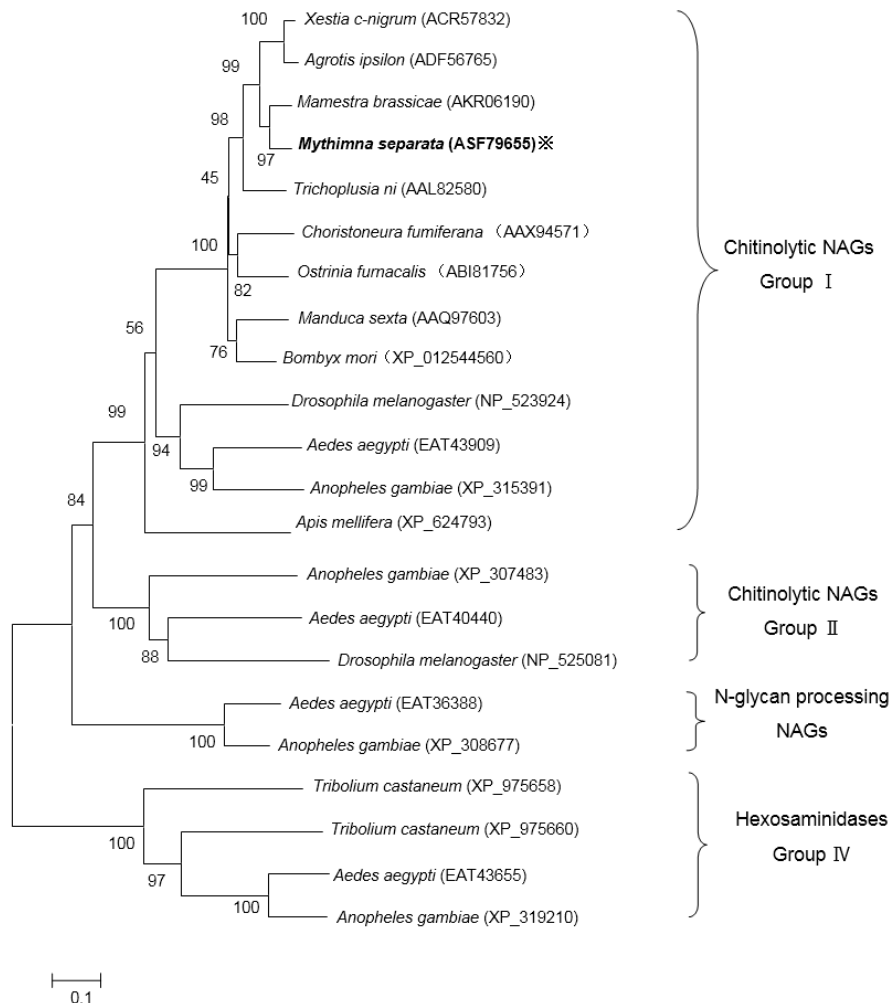 100 Xestia c-nigrum (ACR57832)
Agrotis ipsilon (ADF56765)
99
Mamestra brassicae (AKR06190)
98
Mythimna separata (ASF79655)※
97
45
Trichoplusia ni (AAL82580)
Choristoneura fumiferana （AAX94571）
100
Ostrinia furnacalis （ABI81756）
82
Manduca sexta (AAQ97603)
56
76
Bombyx mori（XP_012544560）
Drosophila melanogaster (NP_523924)
99
94
Aedes aegypti (EAT43909)
99
Anopheles gambiae (XP_315391)
84
Apis mellifera (XP_624793)
Chitinolytic NAGs
Group Ⅰ
Anopheles gambiae (XP_307483)
100
Aedes aegypti (EAT40440)
88
Drosophila melanogaster (NP_525081)
Chitinolytic NAGs
Group Ⅱ
Aedes aegypti (EAT36388)
100
Anopheles gambiae (XP_308677)
N-glycan processing
NAGs
Tribolium castaneum (XP_975658)
100
Tribolium castaneum (XP_975660)
97
Aedes aegypti (EAT43655)
100
Anopheles gambiae (XP_319210)
Hexosaminidases
Group Ⅳ
0.1